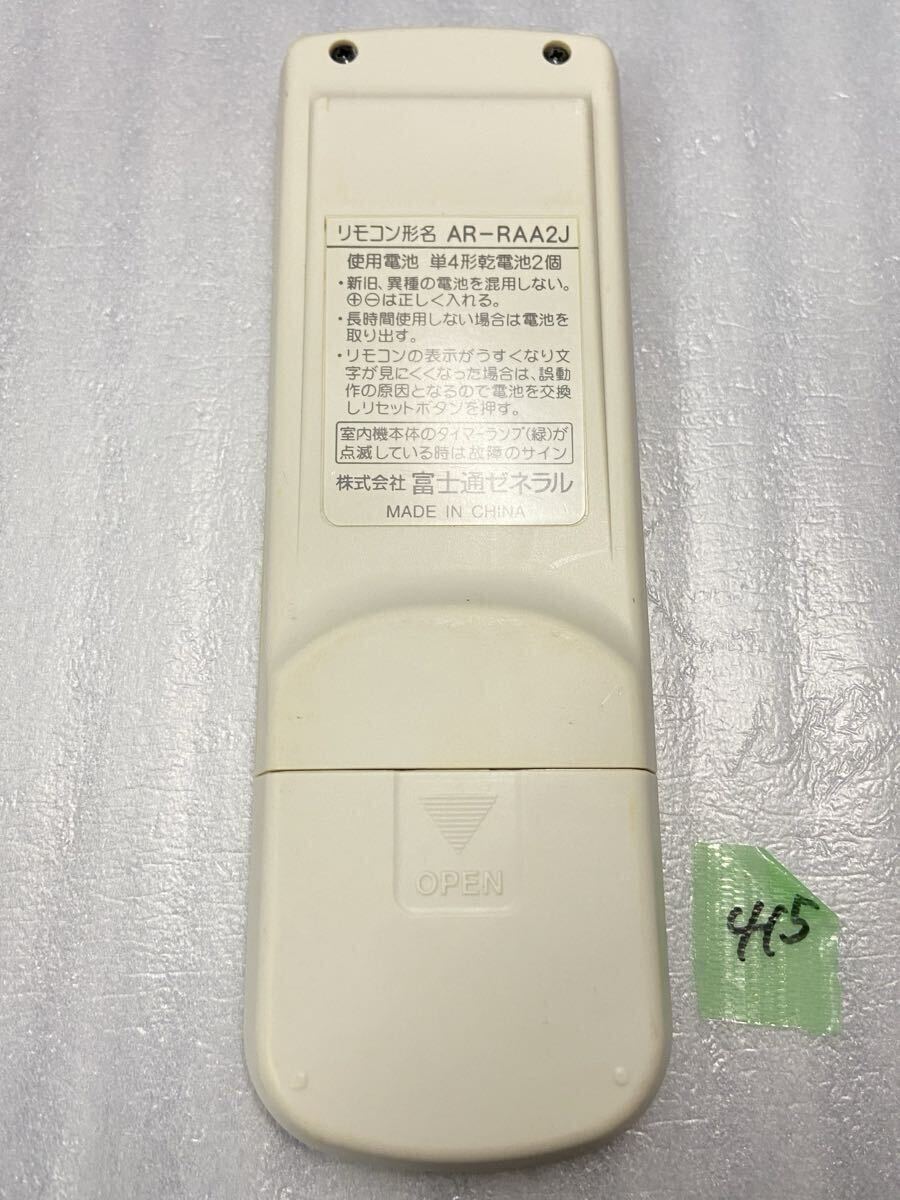 リモコン形名 AR-RAA2J
使用電池 単4形乾電池2個
・新旧、異種の電池を混用しない。
⊕⊖は正しく入れる。
・長時間使用しない場合は電池を
取り出す。
・リモコンの表示がうすくなり文
字が見にくくなった場合は、誤動
作の原因となるので電池を交換
しリセットボタンを押す。
室内機本体のタイマーランプ(緑)が
点滅している時は故障のサイン
株式会社 富士通ゼネラル
MADE IN CHINA
OPEN
415